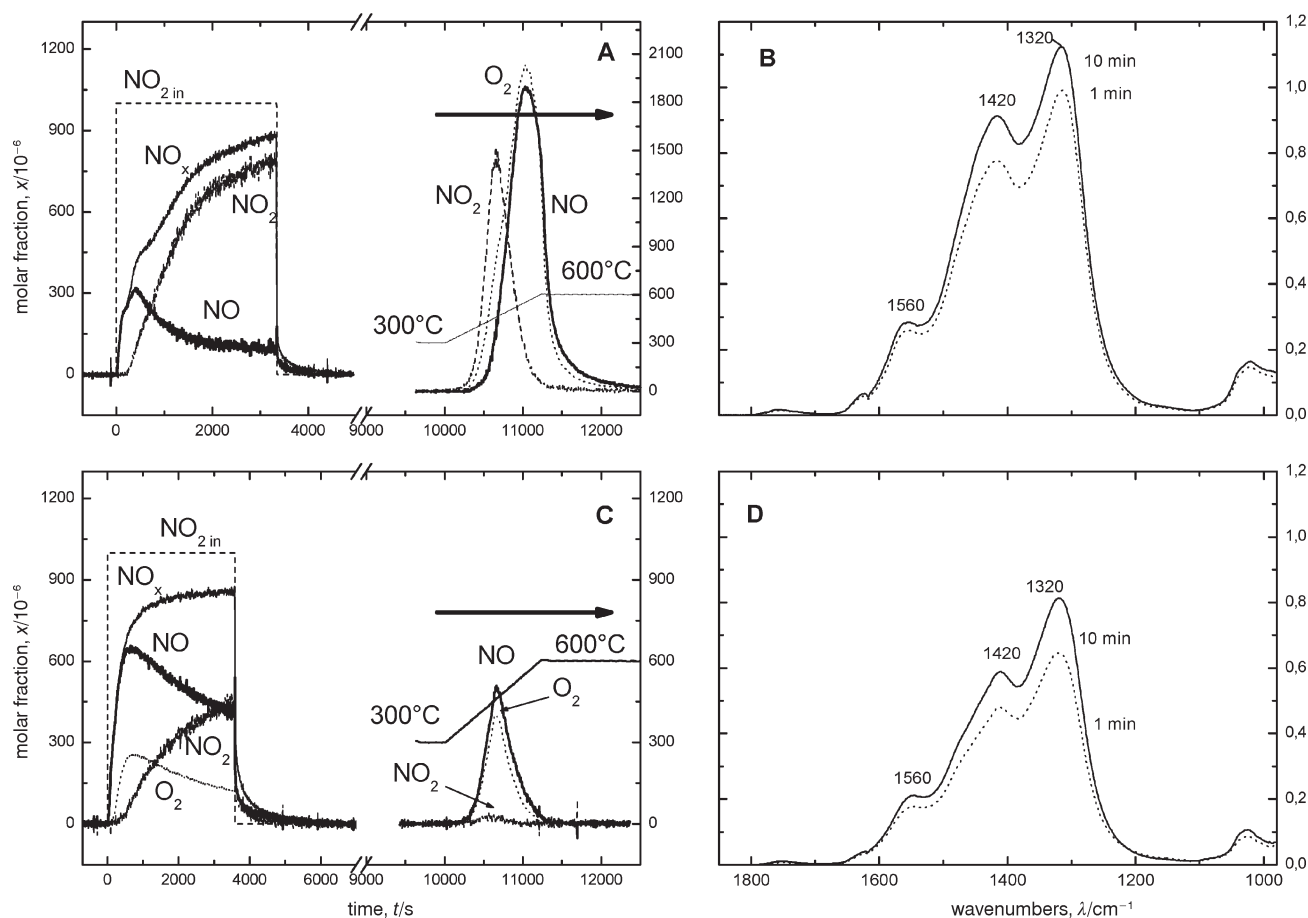 A
1200
900
600
300
0
molar fraction, x/10⁻⁶
NO₂ in
NOₓ
NO₂
NO
O₂
NO₂
NO
600°C
300°C
2100
1800
1500
1200
900
600
300
0
0
2000
4000
9000
10000
11000
12000
B
1320
10 min
1 min
1420
1560
1,2
1,0
0,8
0,6
0,4
0,2
0,0
C
1200
900
600
300
0
molar fraction, x/10⁻⁶
NO₂ in
NOₓ
NO
NO₂
O₂
NO
600°C
O₂
300°C
NO₂
1200
900
600
300
0
0
2000
4000
6000
9000
10000
11000
12000
time, t/s
D
1320
10 min
1420
1 min
1560
1,2
1,0
0,8
0,6
0,4
0,2
0,0
1800
1600
1400
1200
1000
wavenumbers, λ/cm⁻¹